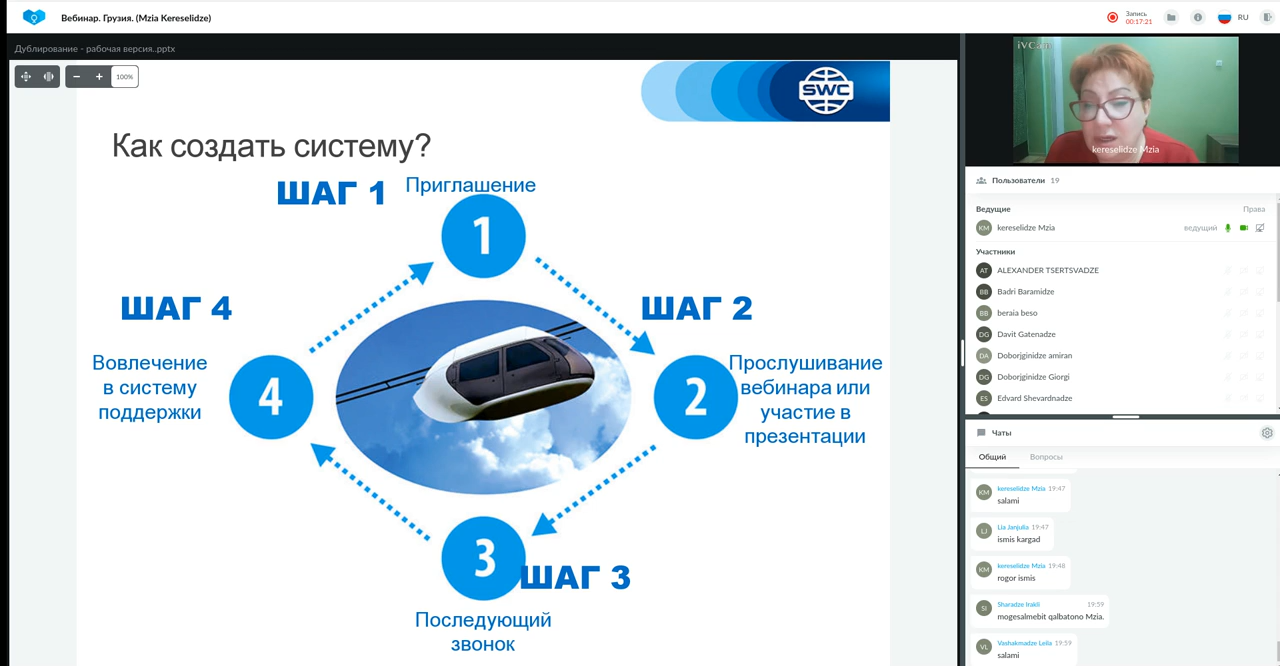 Вебинар. Грузия. (Mzia Kereselidze)
Запись
00:17:21
RU
Дублирование - рабочая версия..pptx
100%
SWC
Как создать систему?
ШАГ 1
Приглашение
1
ШАГ 4
ШАГ 2
Вовлечение
в систему
поддержки
4
2
Прослушивание
вебинара или
участие в
презентации
3
ШАГ 3
Последующий
звонок
iVCam
kereselidze Mzia
Пользователи 19
Ведущие
Права
KM
kereselidze Mzia
ведущий
Участники
AT
ALEXANDER TSERTSVADZE
BB
Badri Baramidze
BB
beraia beso
DG
Davit Gatenadze
DA
Doborjginidze amiran
DG
Doborjginidze Giorgi
ES
Edvard Shevardnadze
Чаты
Общий
Вопросы
KM
kereselidze Mzia 19:47
salami
LJ
Lia Janjulia 19:47
ismis kargad
KM
kereselidze Mzia 19:48
rogor ismis
SI
Sharadze Irakli 19:59
mogesalmebit qalbatono Mzia.
VL
Vashakmadze Leila 19:59
salami